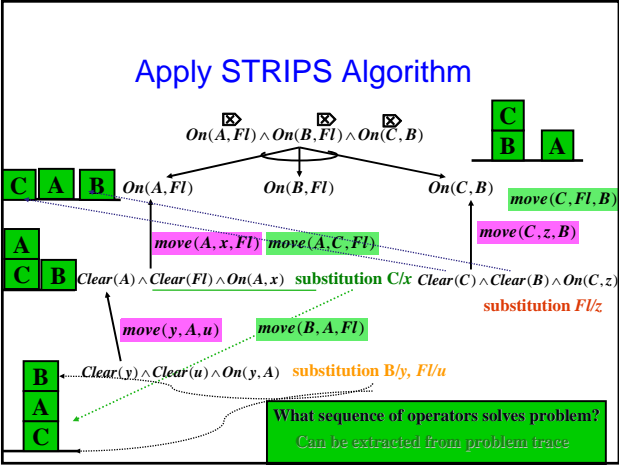 Apply STRIPS Algorithm
On(A,Fl) ∧ On(B,Fl) ∧ On(C,B)
C
B A
C A B
On(A,Fl) On(B,Fl) On(C,B)
move(C,Fl,B)
move(A,x,Fl) move(A,C,Fl) move(C,z,B)
A
C B
Clear(A) ∧ Clear(Fl) ∧ On(A,x) substitution C/x Clear(C) ∧ Clear(B) ∧ On(C,z)
substitution Fl/z
move(y,A,u) move(B,A,Fl)
Clear(y) ∧ Clear(u) ∧ On(y,A) substitution B/y, Fl/u
B
A
C
What sequence of operators solves problem?
Can be extracted from problem trace